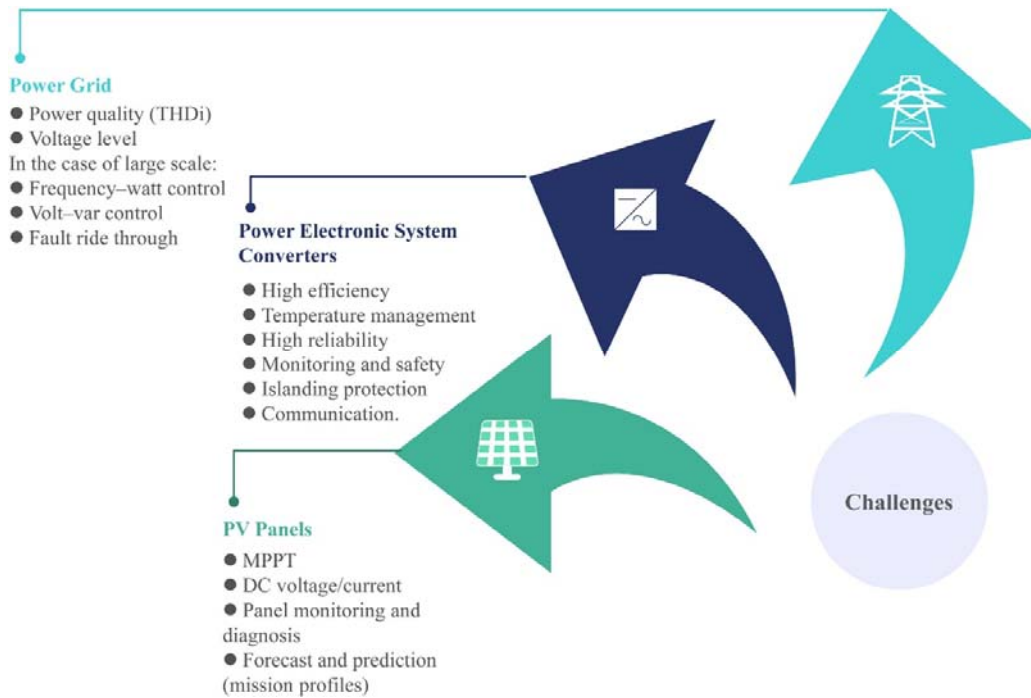 Power Grid
● Power quality (THDi)
● Voltage level
In the case of large scale:
● Frequency–watt control
● Volt–var control
● Fault ride through
Power Electronic System
Converters
● High efficiency
● Temperature management
● High reliability
● Monitoring and safety
● Islanding protection
● Communication.
PV Panels
● MPPT
● DC voltage/current
● Panel monitoring and
diagnosis
● Forecast and prediction
(mission profiles)
Challenges